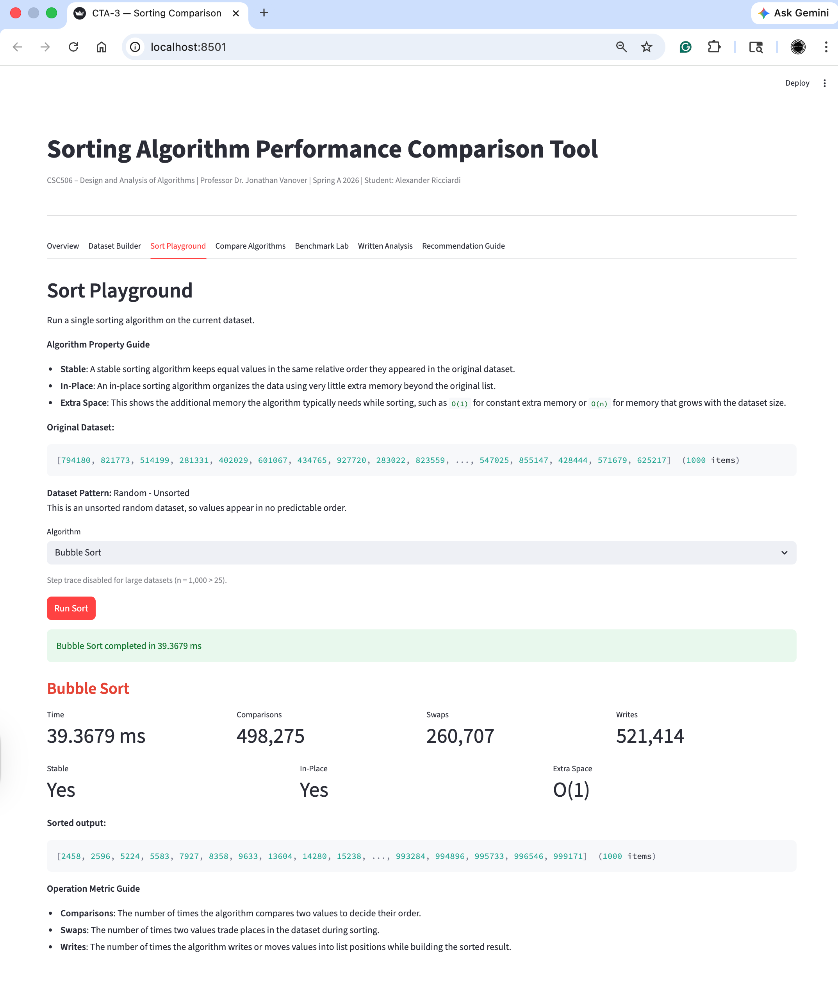 CTA-3 — Sorting Comparison
Ask Gemini
localhost:8501
Deploy
Sorting Algorithm Performance Comparison Tool
CSC506 – Design and Analysis of Algorithms | Professor Dr. Jonathan Vanover | Spring A 2026 | Student: Alexander Ricciardi
Overview Dataset Builder Sort Playground Compare Algorithms Benchmark Lab Written Analysis Recommendation Guide
Sort Playground
Run a single sorting algorithm on the current dataset.
Algorithm Property Guide
• Stable: A stable sorting algorithm keeps equal values in the same relative order they appeared in the original dataset.
• In-Place: An in-place sorting algorithm organizes the data using very little extra memory beyond the original list.
• Extra Space: This shows the additional memory the algorithm typically needs while sorting, such as O(1) for constant extra memory or O(n) for memory that grows with the dataset size.
Original Dataset:
[794180, 821773, 514199, 281331, 402029, 601067, 434765, 927720, 283022, 823559, ..., 547025, 855147, 428444, 571679, 625217] (1000 items)
Dataset Pattern: Random - Unsorted
This is an unsorted random dataset, so values appear in no predictable order.
Algorithm
Bubble Sort
Step trace disabled for large datasets (n = 1,000 > 25).
Run Sort
Bubble Sort completed in 39.3679 ms
Bubble Sort
Time Comparisons Swaps Writes
39.3679 ms 498,275 260,707 521,414
Stable In-Place Extra Space
Yes Yes O(1)
Sorted output:
[2458, 2596, 5224, 5583, 7927, 8358, 9633, 13604, 14280, 15238, ..., 993284, 994896, 995733, 996546, 999171] (1000 items)
Operation Metric Guide
• Comparisons: The number of times the algorithm compares two values to decide their order.
• Swaps: The number of times two values trade places in the dataset during sorting.
• Writes: The number of times the algorithm writes or moves values into list positions while building the sorted result.